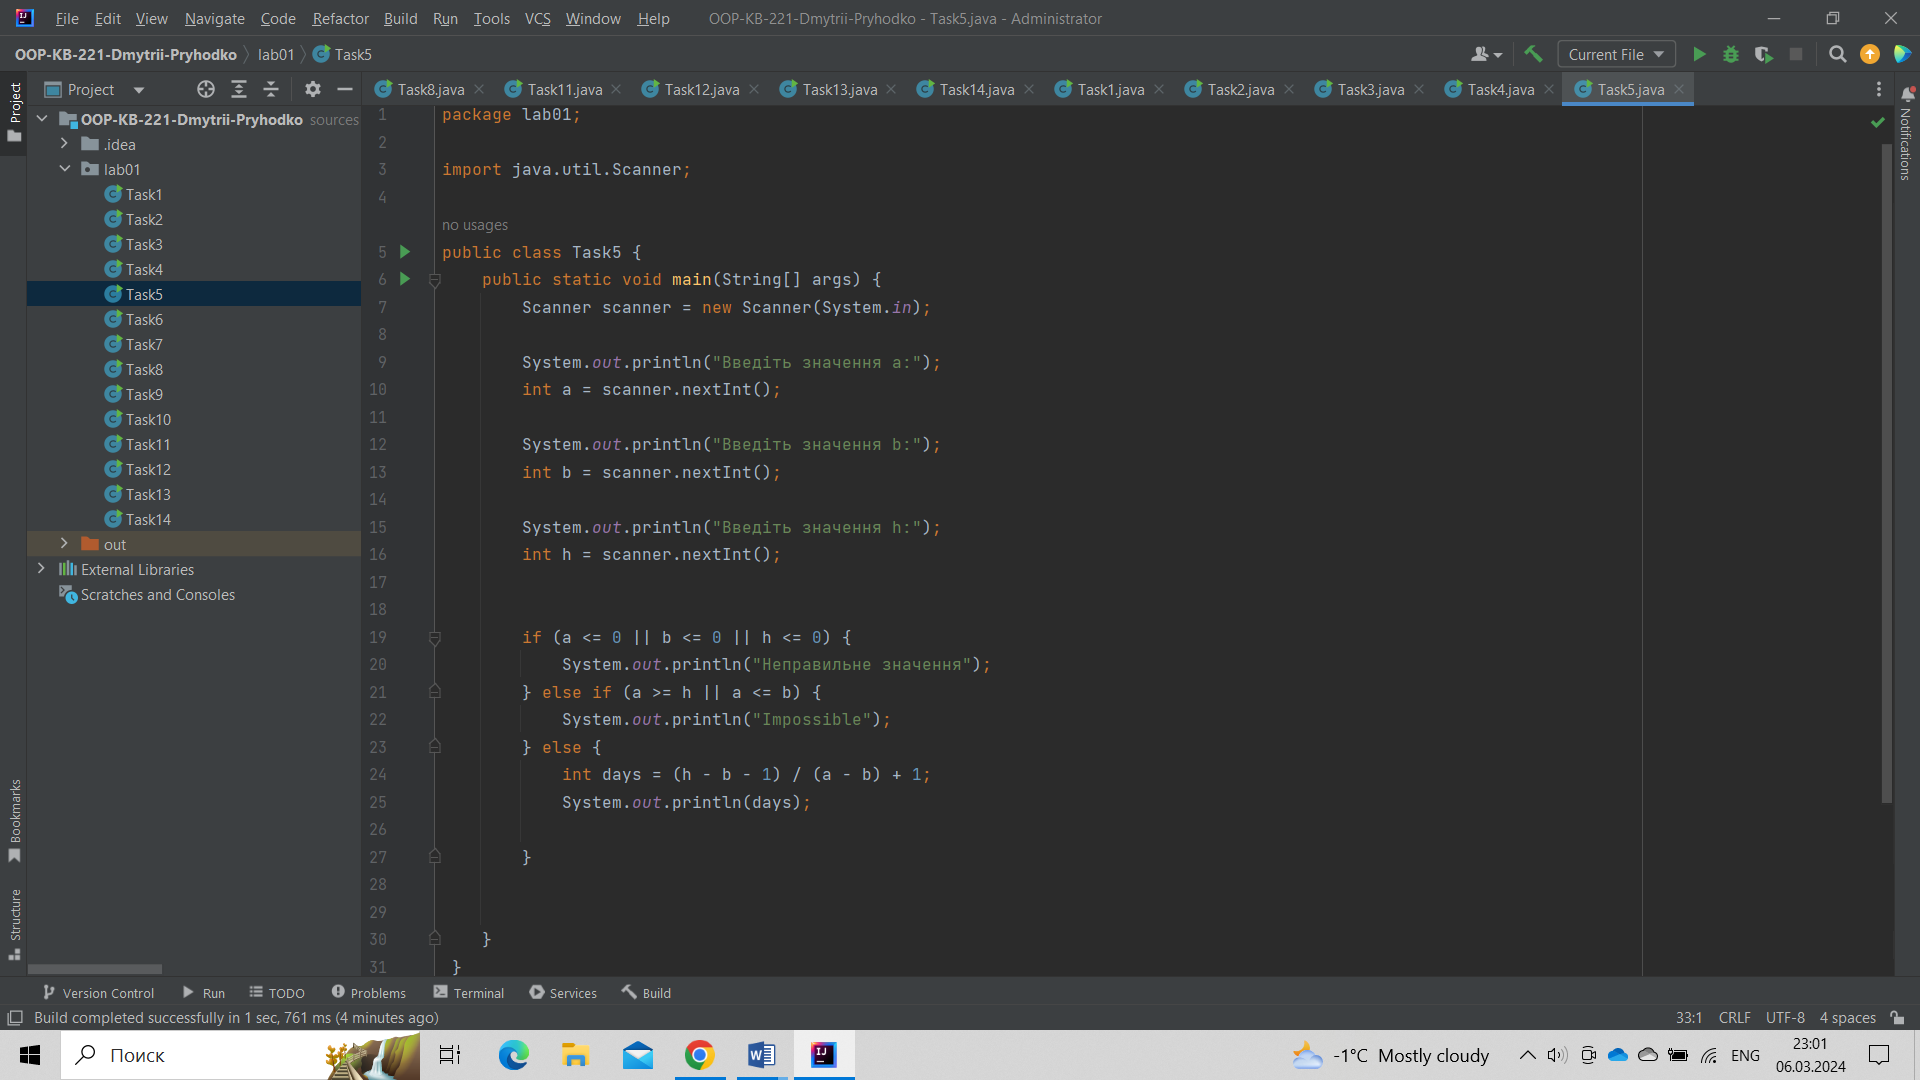 File Edit View Navigate Code Refactor Build Run Tools VCS Window Help OOP-KB-221-Dmytrii-Pryhodko - Task5.java - Administrator
OOP-KB-221-Dmytrii-Pryhodko lab01 Task5 Current File
Project Task8.java Task11.java Task12.java Task13.java Task14.java Task1.java Task2.java Task3.java Task4.java Task5.java
Project
Notifications
OOP-KB-221-Dmytrii-Pryhodko sources
.idea
lab01
Task1
Task2
Task3
Task4
Task5
Task6
Task7
Task8
Task9
Task10
Task11
Task12
Task13
Task14
out
External Libraries
Scratches and Consoles
Bookmarks
Structure
1 package lab01;
2
3 import java.util.Scanner;
4
no usages
5 public class Task5 {
6 public static void main(String[] args) {
7 Scanner scanner = new Scanner(System.in);
8
9 System.out.println("Введіть значення a:");
10 int a = scanner.nextInt();
11
12 System.out.println("Введіть значення b:");
13 int b = scanner.nextInt();
14
15 System.out.println("Введіть значення h:");
16 int h = scanner.nextInt();
17
18
19 if (a <= 0 || b <= 0 || h <= 0) {
20 System.out.println("Неправильне значення");
21 } else if (a >= h || a <= b) {
22 System.out.println("Impossible");
23 } else {
24 int days = (h - b - 1) / (a - b) + 1;
25 System.out.println(days);
26
27 }
28
29
30 }
31 }
Version Control Run TODO Problems Terminal Services Build
Build completed successfully in 1 sec, 761 ms (4 minutes ago) 33:1 CRLF UTF-8 4 spaces
Поиск -1°C Mostly cloudy ENG 23:01
06.03.2024